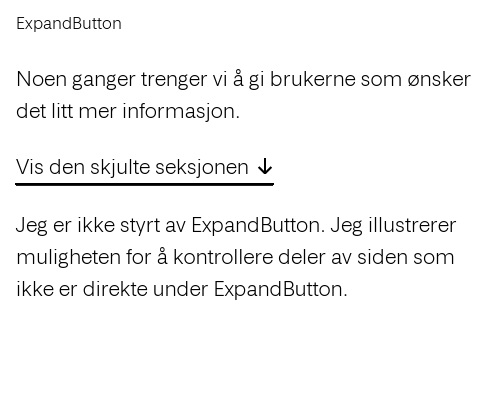 ExpandButton
Noen ganger trenger vi å gi brukerne som ønsker
det litt mer informasjon.
Vis den skjulte seksjonen ↓
Jeg er ikke styrt av ExpandButton. Jeg illustrerer
muligheten for å kontrollere deler av siden som
ikke er direkte under ExpandButton.